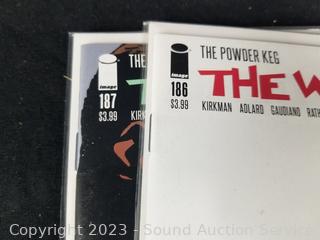 THE
image
187
$3.99
KIRKM
THE POWDER KEG
image
186
$3.99
THE W
KIRKMAN ADLARD GAUDIANO RATH
Copyright 2023 - Sound Auction Service